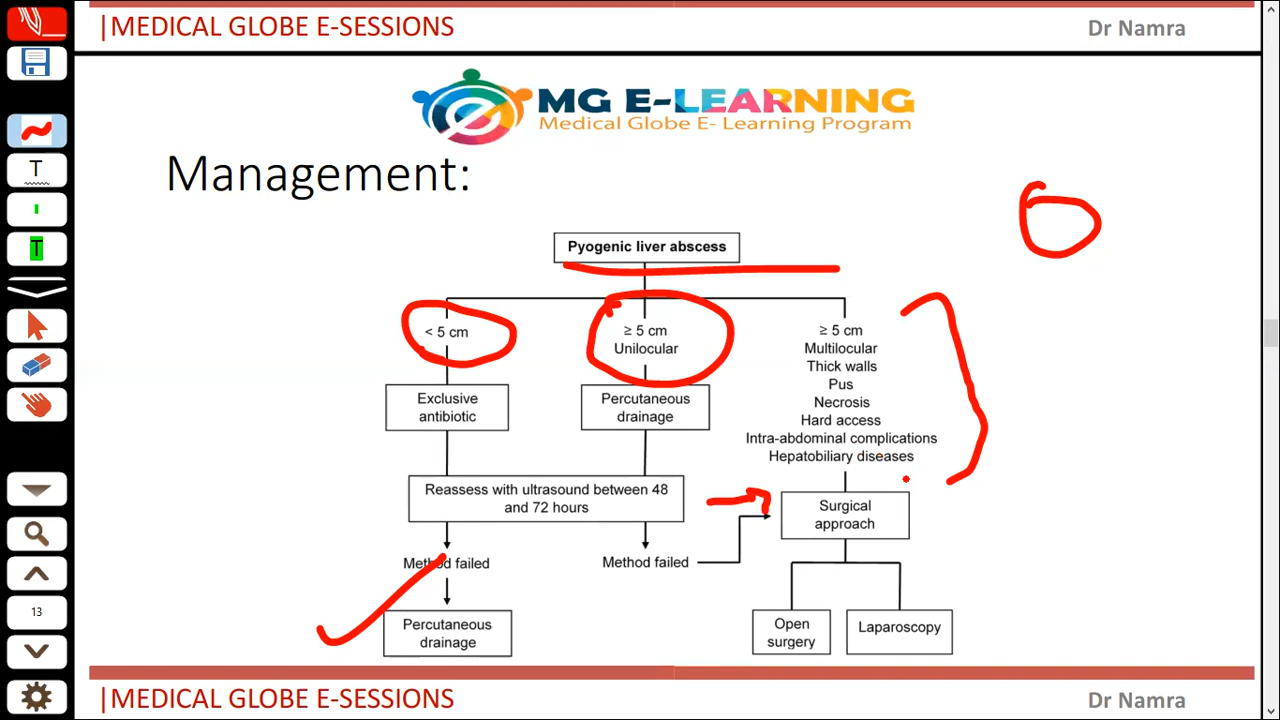 |MEDICAL GLOBE E-SESSIONS
Dr Namra
MG E-LEARNING
Medical Globe E- Learning Program
Management:
Pyogenic liver abscess
< 5 cm
Exclusive
antibiotic
≥ 5 cm
Unilocular
Percutaneous
drainage
≥ 5 cm
Multilocular
Thick walls
Pus
Necrosis
Hard access
Intra-abdominal complications
Hepatobiliary diseases
Reassess with ultrasound between 48
and 72 hours
Surgical
approach
Method failed
Method failed
Percutaneous
drainage
Open
surgery
Laparoscopy
T
T
13
|MEDICAL GLOBE E-SESSIONS
Dr Namra